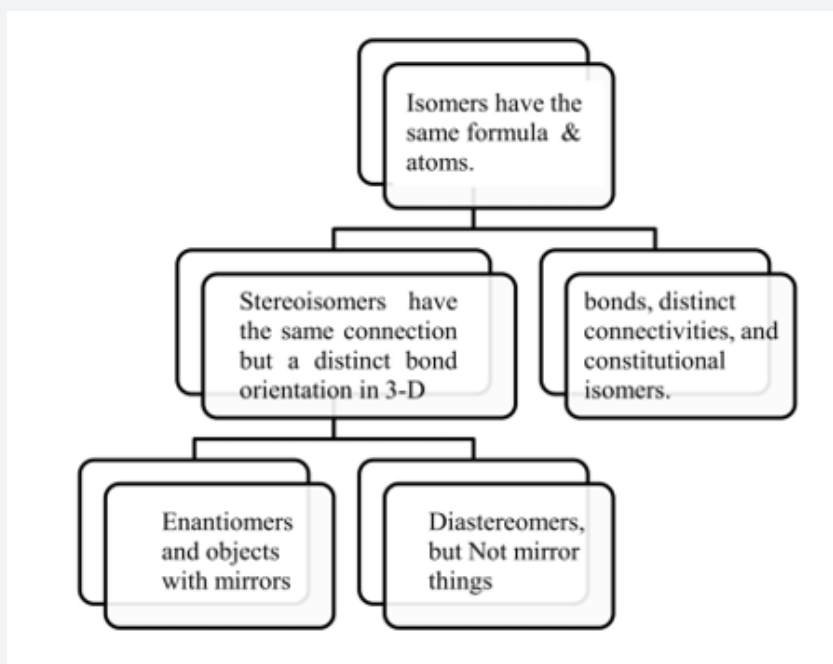 Isomers have the
same formula &
atoms.
Stereoisomers have
the same connection
but a distinct bond
orientation in 3-D
bonds, distinct
connectivities, and
constitutional
isomers.
Enantiomers
and objects
with mirrors
Diastereomers,
but Not mirror
things